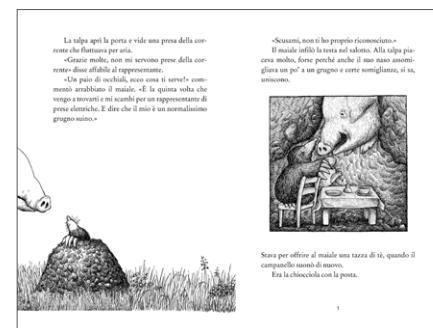 La talpa aprì la porta e vide una presa della cor-
rente che fluttuava per aria.
«Grazie molte, non mi servono prese della cor-
rente» disse affabile al rappresentante.
«Un paio di occhiali, ecco cosa ti serve!» com-
mentò arrabbiato il maiale. «È la quinta volta che
vengo a trovarti e mi scambi per un rappresentante di
prese elettriche. E dire che il mio è un normalissimo
grugno suino.»
«Scusami, non ti ho proprio riconosciuto.»
Il maiale infilò la testa nel salotto. Alla talpa pia-
ceva molto, forse perché anche il suo naso assomi-
gliava un po' a un grugno e certe somiglianze, si sa,
uniscono.
Stava per offrire al maiale una tazza di tè, quando il
campanello suonò di nuovo.
Era la chiocciola con la posta.